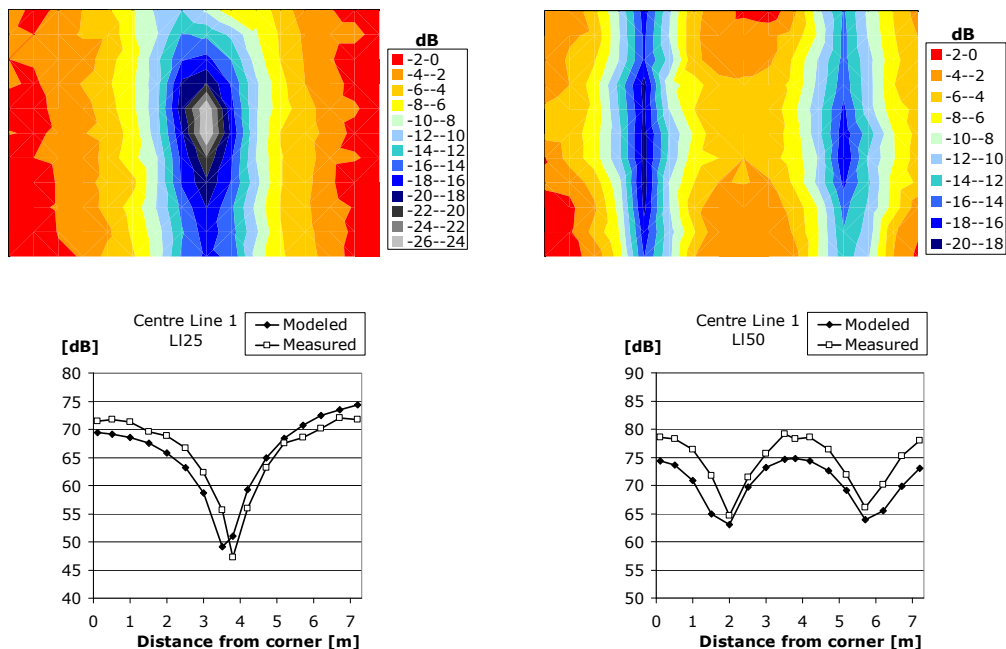 dB
-2-0
-4--2
-6--4
-8--6
-10--8
-12--10
-14--12
-16--14
-18--16
-20--18
-22--20
-24--22
-26--24
dB
-2-0
-4--2
-6--4
-8--6
-10--8
-12--10
-14--12
-16--14
-18--16
-20--18
Centre Line 1
LI25
Modeled
Measured
[dB]
80
75
70
65
60
55
50
45
40
0 1 2 3 4 5 6 7
Distance from corner [m]
Centre Line 1
LI50
Modeled
Measured
[dB]
90
85
80
75
70
65
60
55
50
0 1 2 3 4 5 6 7
Distance from corner [m]